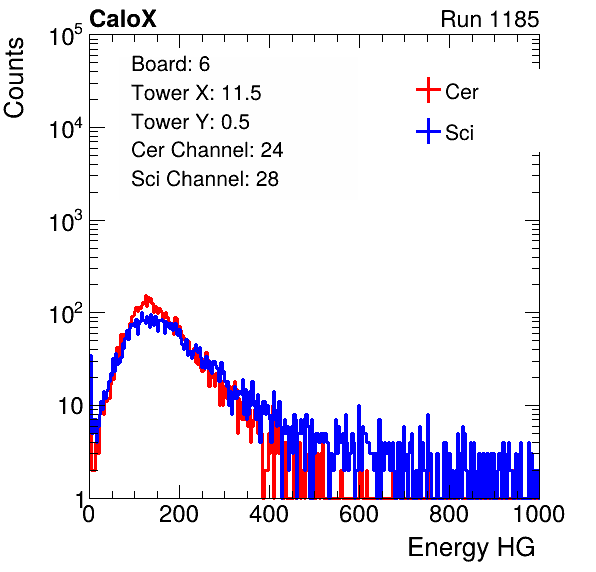 CaloX Run 1185
Counts
Board: 6
Tower X: 11.5
Tower Y: 0.5
Cer Channel: 24
Sci Channel: 28
Cer
Sci
10^5
10^4
10^3
10^2
10
1
0 200 400 600 800 1000
Energy HG